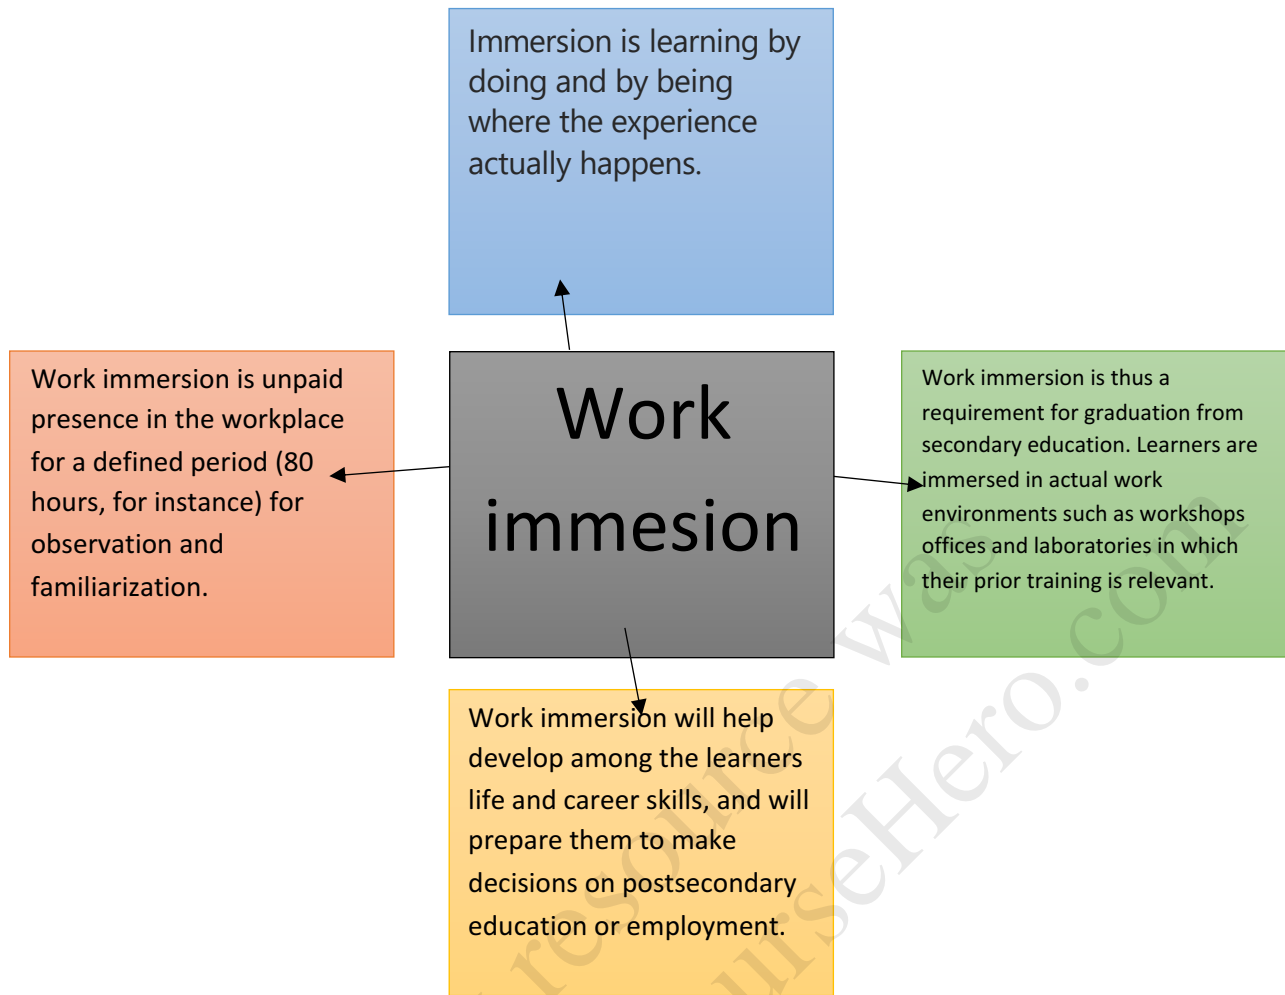 Immersion is learning by
doing and by being
where the experience
actually happens.
Work immersion is unpaid
presence in the workplace
for a defined period (80
hours, for instance) for
observation and
familiarization.
Work
immesion
Work immersion is thus a
requirement for graduation from
secondary education. Learners are
immersed in actual work
environments such as workshops
offices and laboratories in which
their prior training is relevant.
Work immersion will help
develop among the learners
life and career skills, and will
prepare them to make
decisions on postsecondary
education or employment.
resource was
urseHero.com